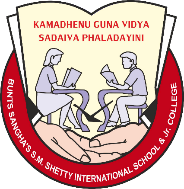 KAMADHENU GUNA VIDYA
SADAIVA PHALADAYINI
BUNTS SANGHA'S S.M. SHETTY INTERNATIONAL SCHOOL & Jr. COLLEGE